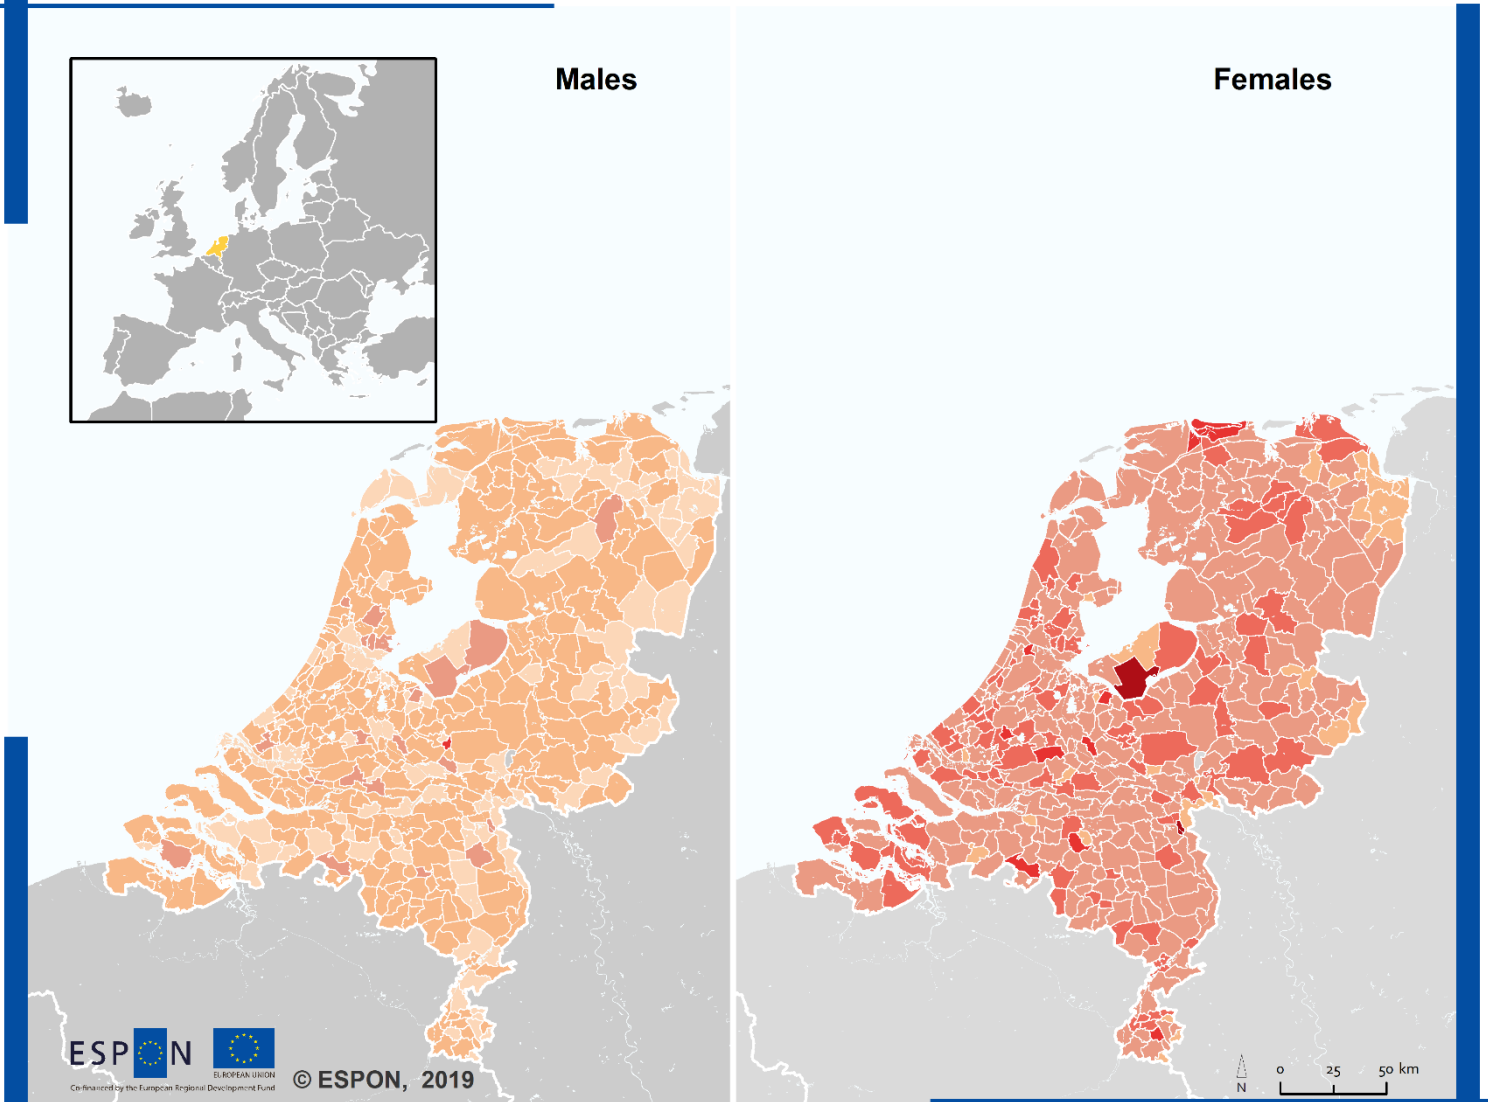 Males
Females
ESPON
EUROPEAN UNION
Co-financed by the European Regional Development Fund
© ESPON, 2019
N
0 25 50 km